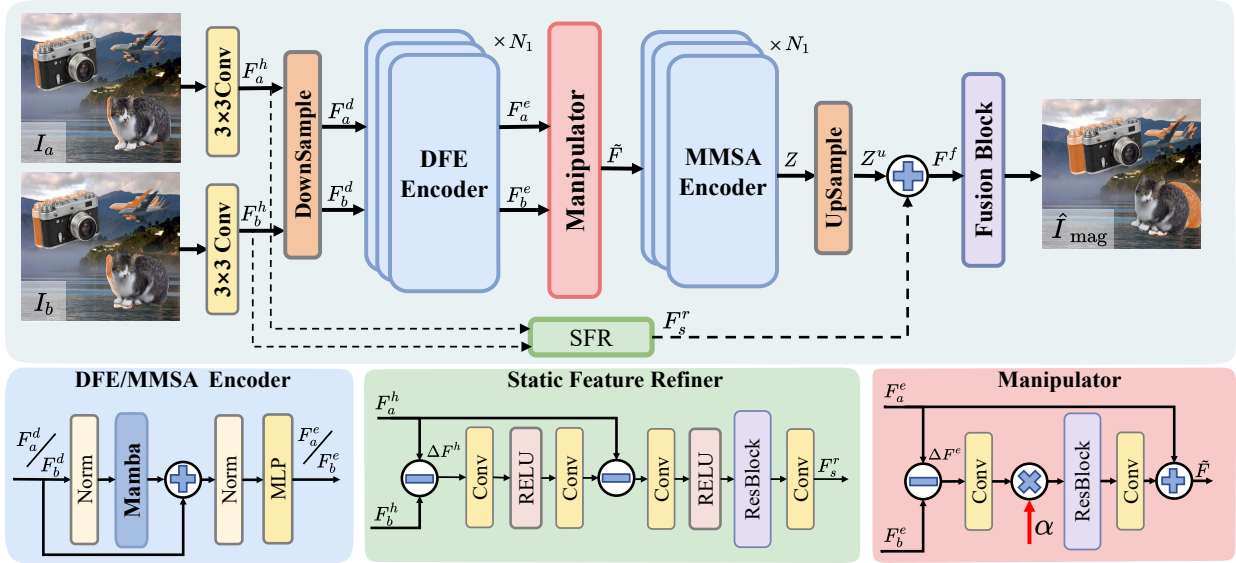 I_a
3×3Conv
F_a^h
DownSample
F_a^d
× N_1
DFE
Encoder
F_a^e
Manipulator
F̃
× N_1
MMSA
Encoder
Z
UpSample
Z^u
F^f
Fusion Block
Î_mag
I_b
3×3 Conv
F_b^h
F_b^d
F_b^e
SFR
F_s^r
DFE/MMSA Encoder
F_a^d/F_b^d
Norm
Mamba
Norm
MLP
F_a^e/F_b^e
Static Feature Refiner
F_a^h
F_b^h
ΔF^h
Conv
RELU
Conv
Conv
RELU
ResBlock
Conv
F_s^r
Manipulator
F_a^e
F_b^e
ΔF^e
Conv
α
ResBlock
Conv
F̃